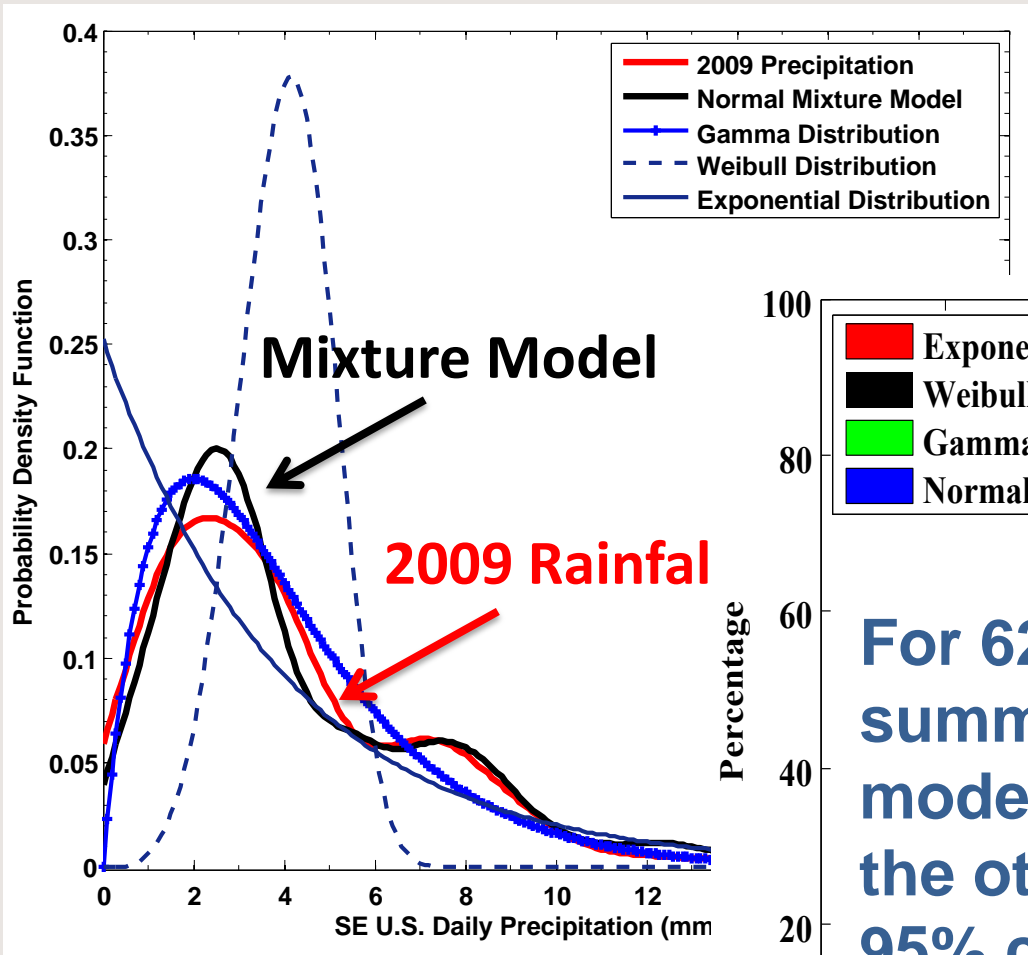 0.4
0.35
0.3
0.25
0.2
0.15
0.1
0.05
0
Probability Density Function
2009 Precipitation
Normal Mixture Model
Gamma Distribution
Weibull Distribution
Exponential Distribution
Mixture Model
2009 Rainfal
0 2 4 6 8 10 12
SE U.S. Daily Precipitation (mm
100
80
60
40
20
Percentage
Expone
Weibull
Gamma
Normal
For 62
summ
mode
the ot
95% c